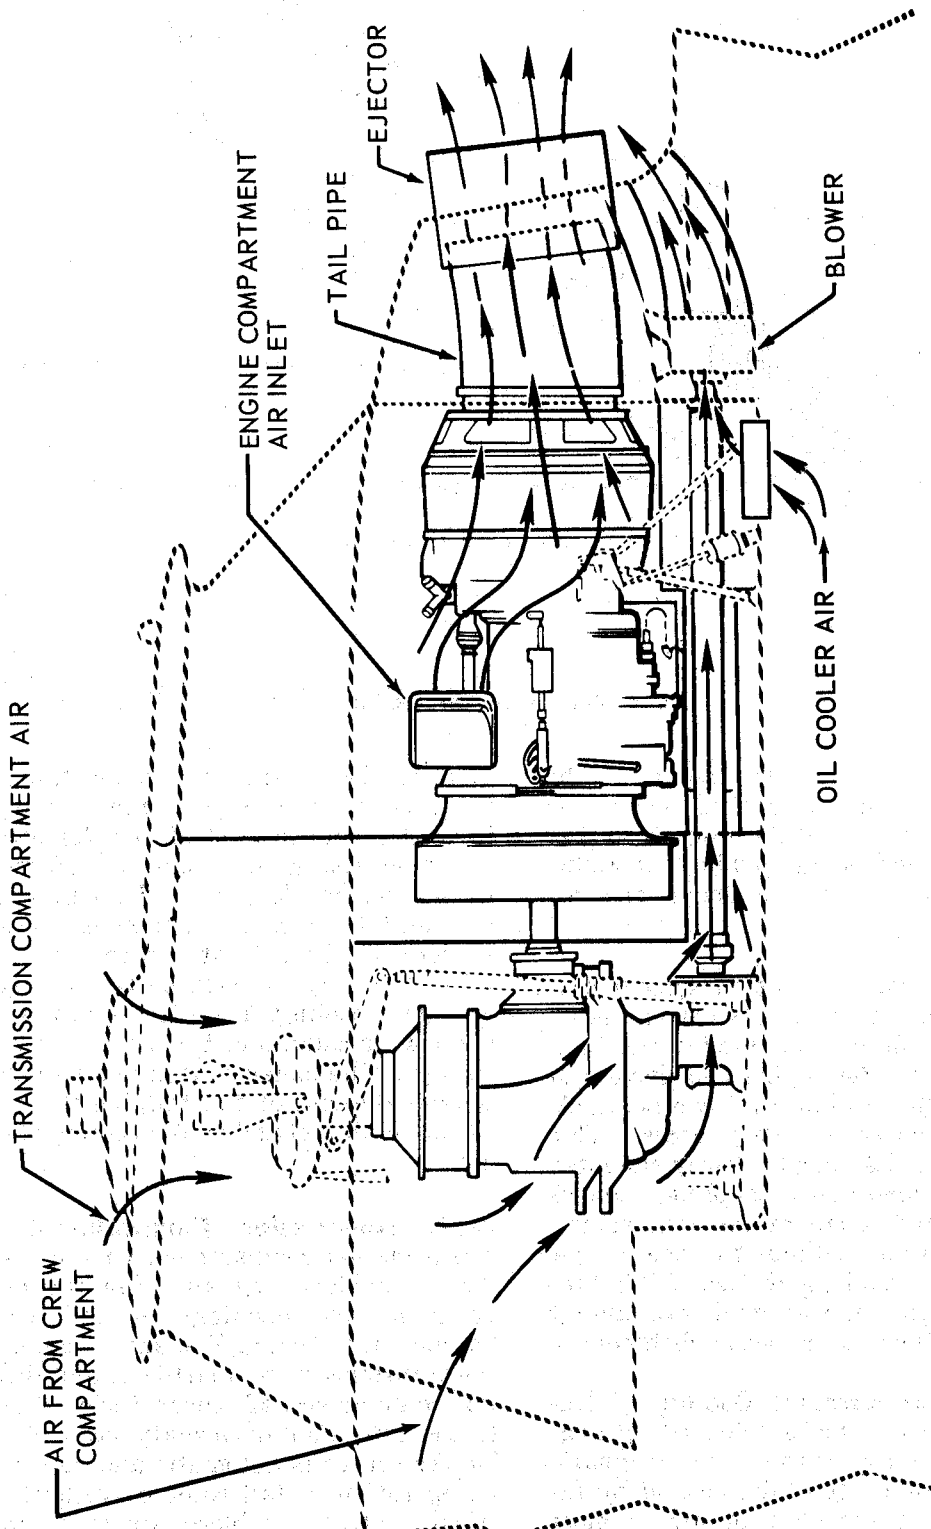 AIR FROM CREW
COMPARTMENT
TRANSMISSION COMPARTMENT AIR
ENGINE COMPARTMENT
AIR INLET
TAIL PIPE
EJECTOR
OIL COOLER AIR
BLOWER